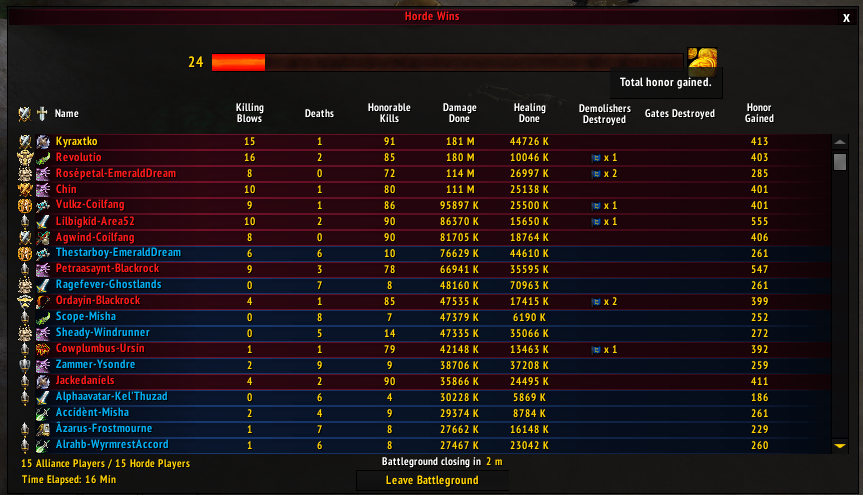 Horde Wins
X
24
Total honor gained.
Name Killing Blows Deaths Honorable Kills Damage Done Healing Done Demolishers Destroyed Gates Destroyed Honor Gained
Kyraxtko 15 1 91 181 M 44726 K 413
Revolutio 16 2 85 180 M 10046 K x 1 403
Rosépetal-EmeraldDream 8 0 72 114 M 26997 K x 2 285
Chin 10 1 80 111 M 25138 K 401
Vulkz-Coilfang 9 1 86 95897 K 25500 K x 1 401
Lilbigkid-Area52 10 2 90 86370 K 15650 K x 1 555
Agwind-Coilfang 8 0 90 81705 K 18764 K 406
Thestarboy-EmeraldDream 6 6 10 76629 K 44610 K 261
Petraasaynt-Blackrock 9 3 78 66941 K 35595 K 547
Ragefever-Ghostlands 0 7 8 48160 K 70963 K 261
Ordayin-Blackrock 4 1 85 47535 K 17415 K x 2 399
Scope-Misha 0 8 7 47379 K 6190 K 252
Sheady-Windrunner 0 5 14 47335 K 35066 K 272
Cowplumbus-Ursin 1 1 79 42148 K 13463 K x 1 392
Zammer-Ysondre 2 9 9 38706 K 37208 K 259
Jackedaniels 4 2 90 35866 K 24495 K 411
Alphaavatar-Kel'Thuzad 0 6 4 30228 K 5869 K 186
Accidènt-Misha 2 4 9 29374 K 8784 K 261
Àzarus-Frostmourne 1 7 8 27662 K 16148 K 229
Alrahb-WyrmrestAccord 1 6 8 27467 K 23042 K 260
15 Alliance Players / 15 Horde Players
Battleground closing in 2 m
Time Elapsed: 16 Min
Leave Battleground